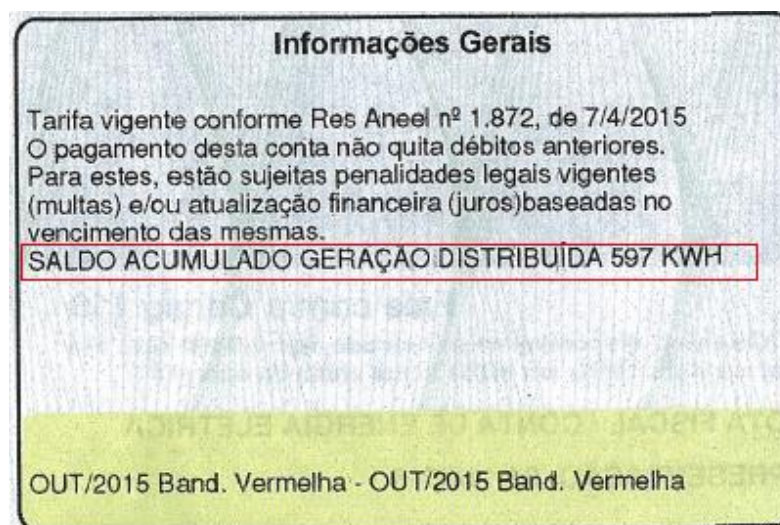 Informações Gerais
Tarifa vigente conforme Res Aneel nº 1.872, de 7/4/2015
O pagamento desta conta não quita débitos anteriores.
Para estes, estão sujeitas penalidades legais vigentes
(multas) e/ou atualização financeira (juros)baseadas no
vencimento das mesmas.
SALDO ACUMULADO GERAÇÃO DISTRIBUÍDA 597 KWH
OUT/2015 Band. Vermelha - OUT/2015 Band. Vermelha